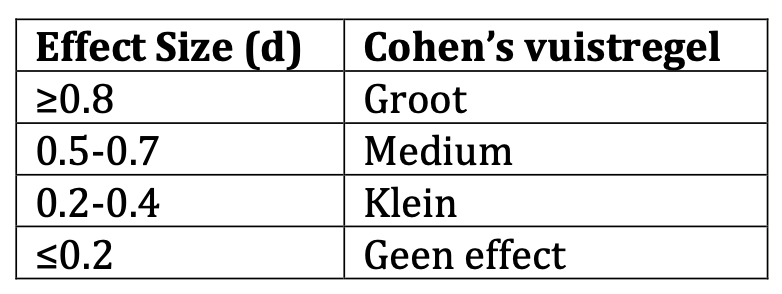 Effect Size (d) Cohen’s vuistregel
≥0.8 Groot
0.5-0.7 Medium
0.2-0.4 Klein
≤0.2 Geen effect